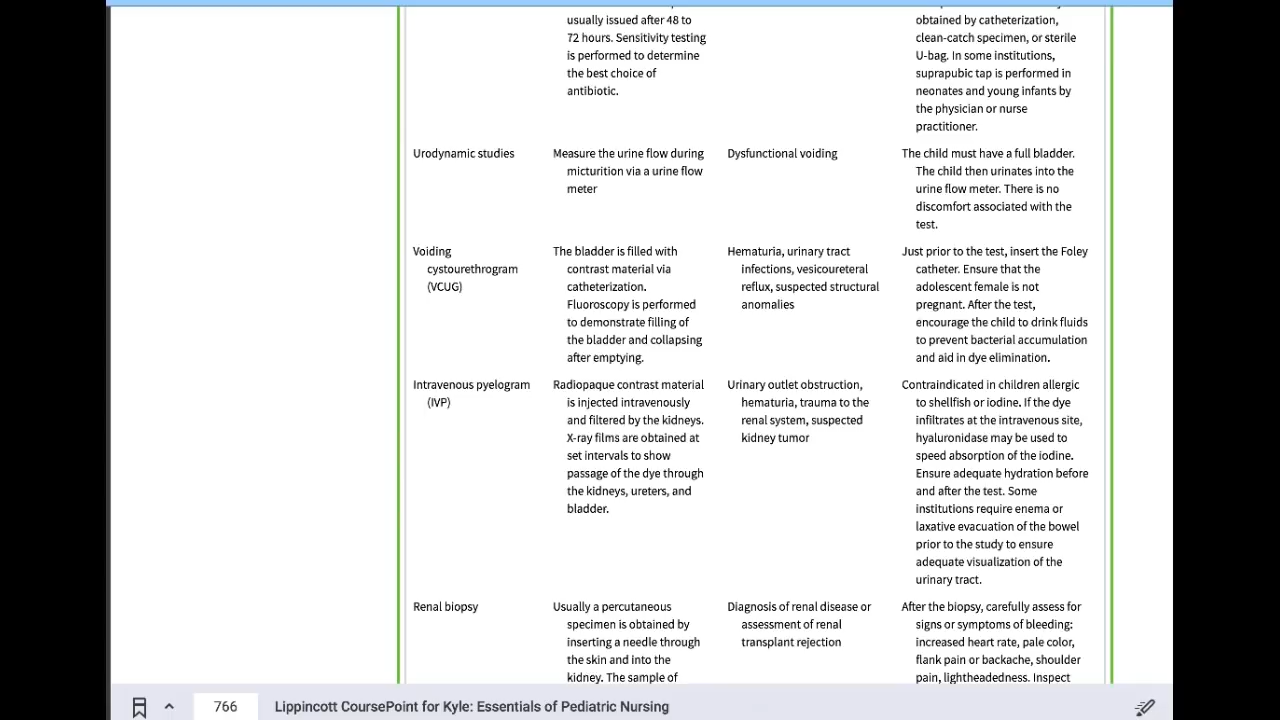 usually issued after 48 to
72 hours. Sensitivity testing
is performed to determine
the best choice of
antibiotic.
obtained by catheterization,
clean-catch specimen, or sterile
U-bag. In some institutions,
suprapubic tap is performed in
neonates and young infants by
the physician or nurse
practitioner.
Urodynamic studies
Measure the urine flow during
micturition via a urine flow
meter
Dysfunctional voiding
The child must have a full bladder.
The child then urinates into the
urine flow meter. There is no
discomfort associated with the
test.
Voiding
cystourethrogram
(VCUG)
The bladder is filled with
contrast material via
catheterization.
Fluoroscopy is performed
to demonstrate filling of
the bladder and collapsing
after emptying.
Hematuria, urinary tract
infections, vesicoureteral
reflux, suspected structural
anomalies
Just prior to the test, insert the Foley
catheter. Ensure that the
adolescent female is not
pregnant. After the test,
encourage the child to drink fluids
to prevent bacterial accumulation
and aid in dye elimination.
Intravenous pyelogram
(IVP)
Radiopaque contrast material
is injected intravenously
and filtered by the kidneys.
X-ray films are obtained at
set intervals to show
passage of the dye through
the kidneys, ureters, and
bladder.
Urinary outlet obstruction,
hematuria, trauma to the
renal system, suspected
kidney tumor
Contraindicated in children allergic
to shellfish or iodine. If the dye
infiltrates at the intravenous site,
hyaluronidase may be used to
speed absorption of the iodine.
Ensure adequate hydration before
and after the test. Some
institutions require enema or
laxative evacuation of the bowel
prior to the study to ensure
adequate visualization of the
urinary tract.
Renal biopsy
Usually a percutaneous
specimen is obtained by
inserting a needle through
the skin and into the
kidney. The sample of
Diagnosis of renal disease or
assessment of renal
transplant rejection
After the biopsy, carefully assess for
signs or symptoms of bleeding:
increased heart rate, pale color,
flank pain or backache, shoulder
pain, lightheadedness. Inspect
766
Lippincott CoursePoint for Kyle: Essentials of Pediatric Nursing